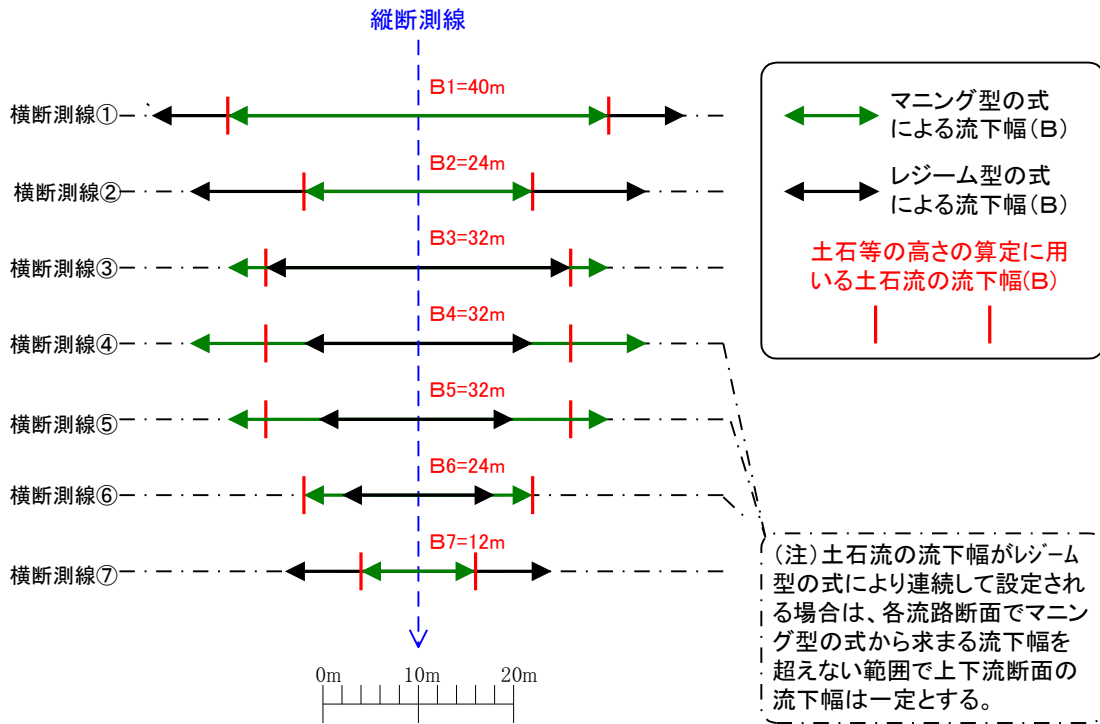 縦断測線
横断測線①
B1=40m
横断測線②
B2=24m
横断測線③
B3=32m
横断測線④
B4=32m
横断測線⑤
B5=32m
横断測線⑥
B6=24m
横断測線⑦
B7=12m
0m
10m
20m
マニング型の式
による流下幅(B)
レジーム型の式
による流下幅(B)
土石等の高さの算定に用
いる土石流の流下幅(B)
(注)土石流の流下幅がレジーム
型の式により連続して設定され
る場合は、各流路断面でマニン
グ型の式から求まる流下幅を
超えない範囲で上下流断面の
流下幅は一定とする。